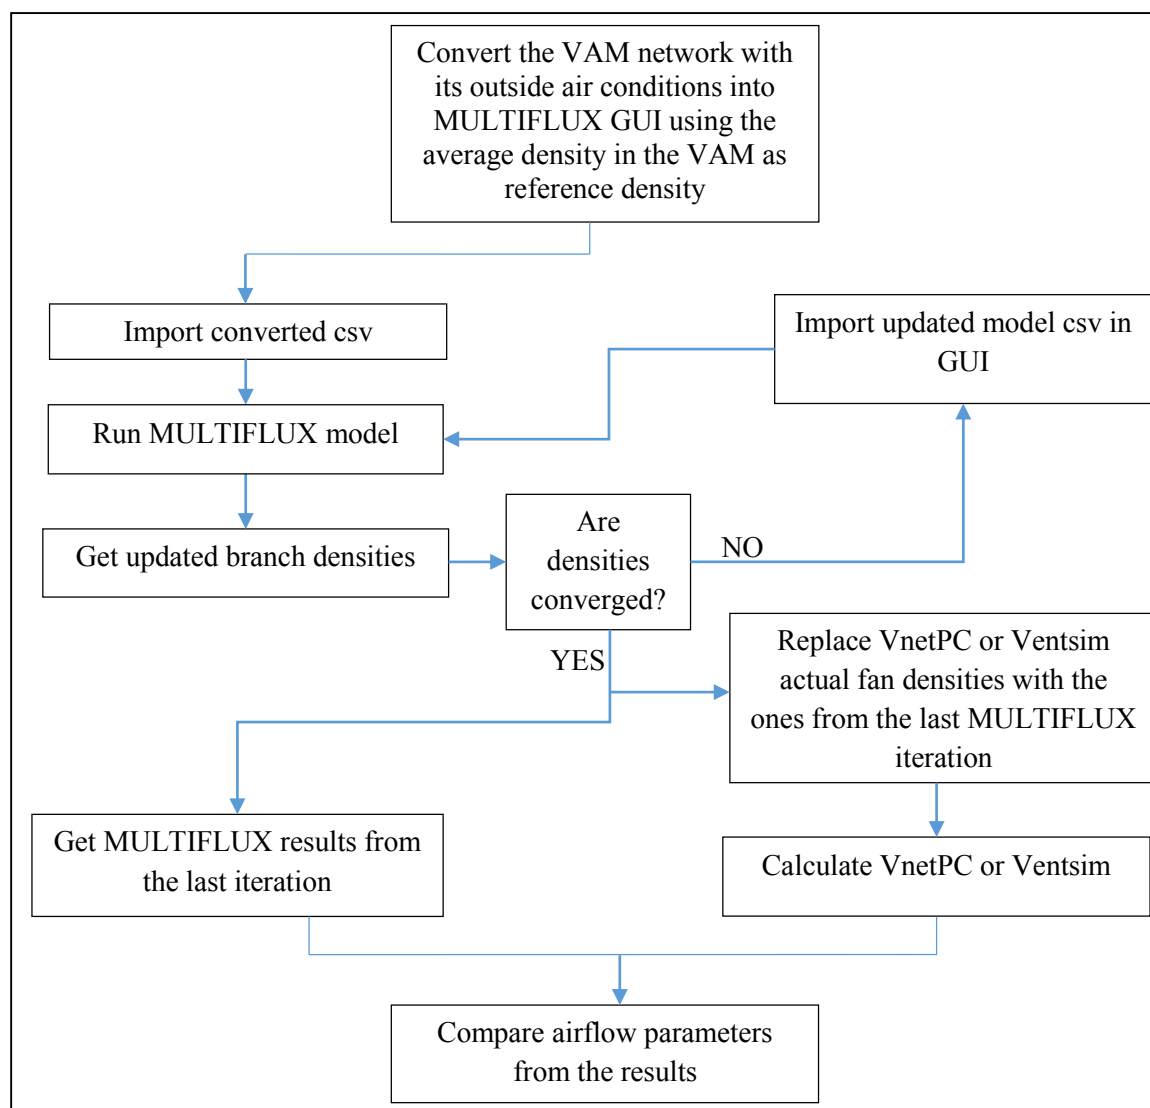 Convert the VAM network with
its outside air conditions into
MULTIFLUX GUI using the
average density in the VAM as
reference density
Import converted csv
Import updated model csv in
GUI
Run MULTIFLUX model
Get updated branch densities
Are
densities
converged?
NO
YES
Replace VnetPC or Ventsim
actual fan densities with the
ones from the last MULTIFLUX
iteration
Get MULTIFLUX results from
the last iteration
Calculate VnetPC or Ventsim
Compare airflow parameters
from the results